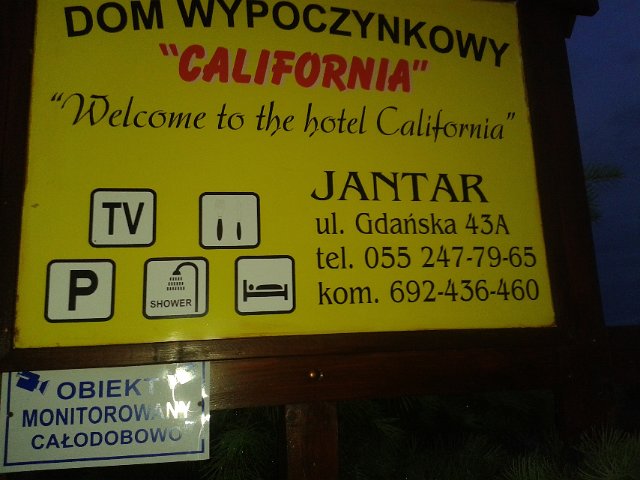 DOM WYPOCZYNKOWY
"CALIFORNIA"
"Welcome to the hotel California"
JANTAR
ul. Gdańska 43A
tel. 055 247-79-65
kom. 692-436-460
TV
P
SHOWER
OBIEKT
MONITOROWANY
CAŁODOBOWO